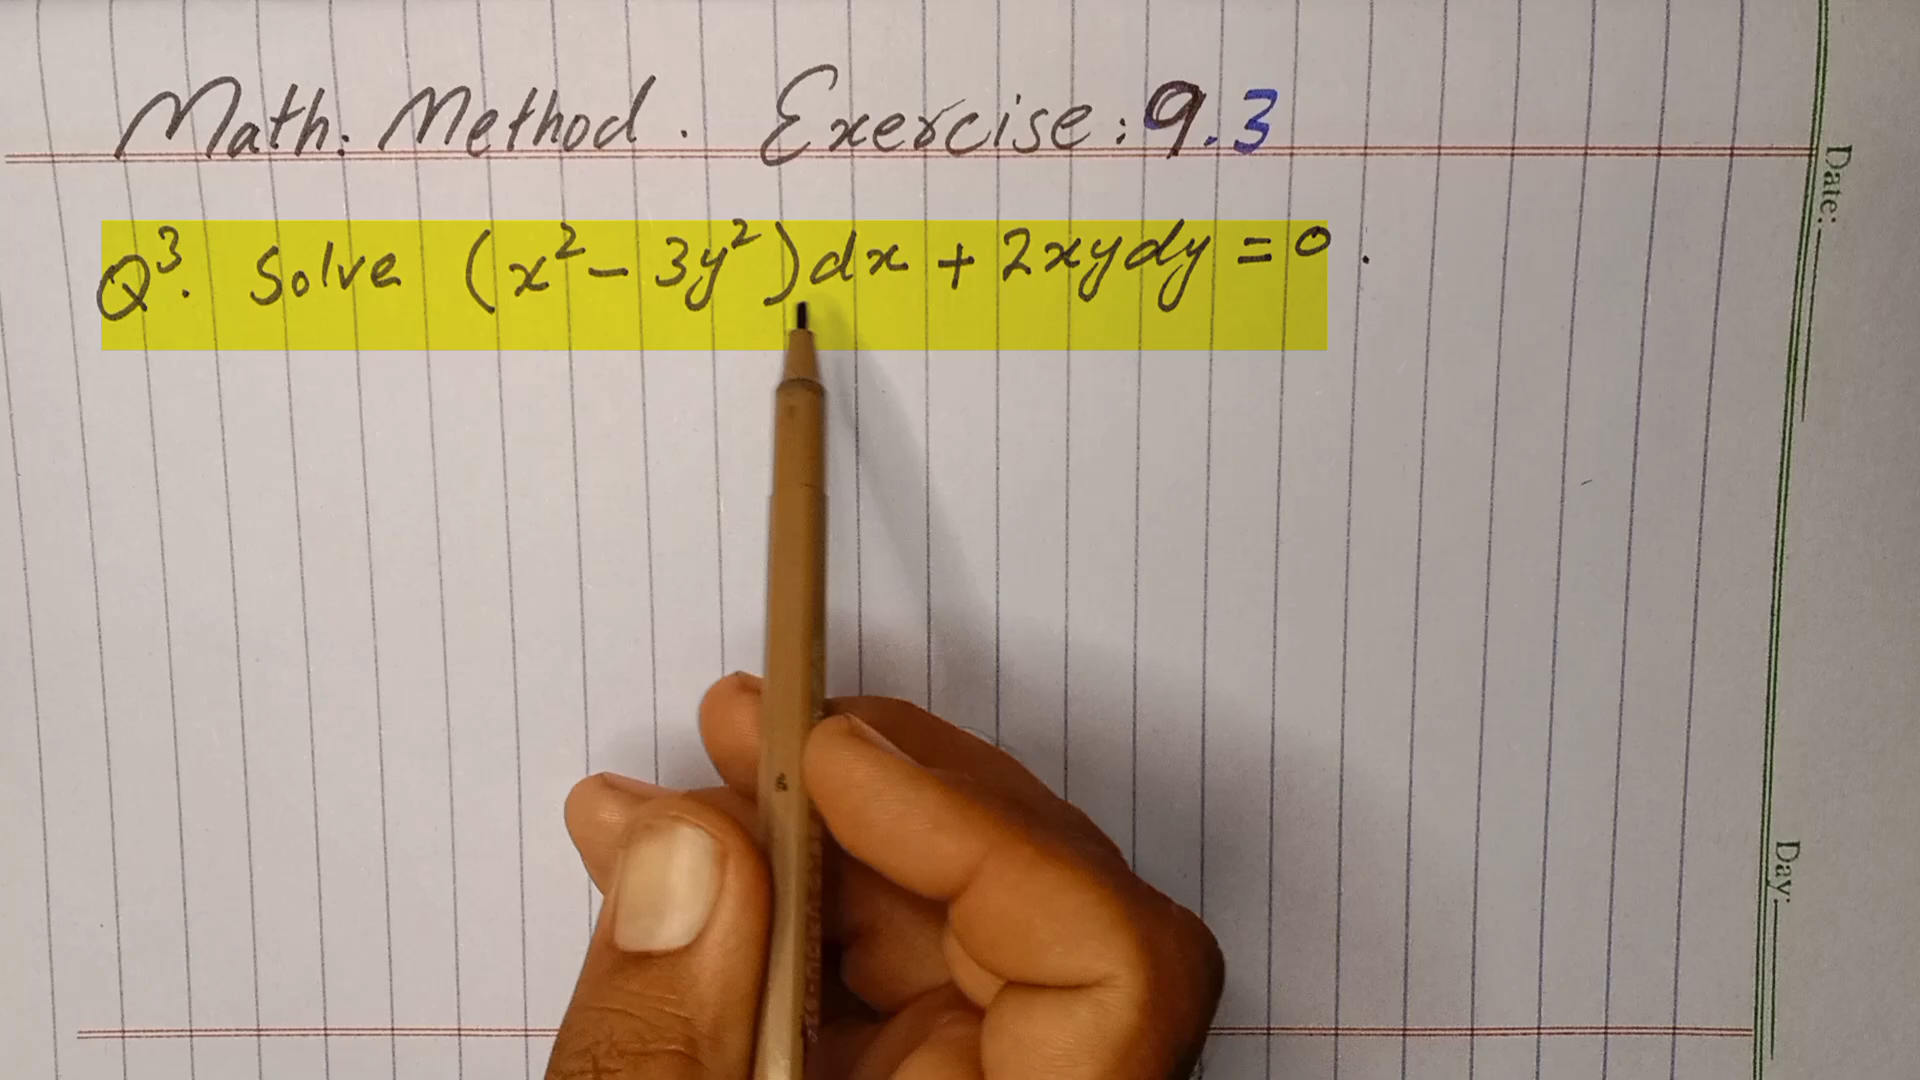 Math. Method. Exercise: 9.3
Q3. Solve (x² - 3y²)dx + 2xydy = 0.
Date:
Day: